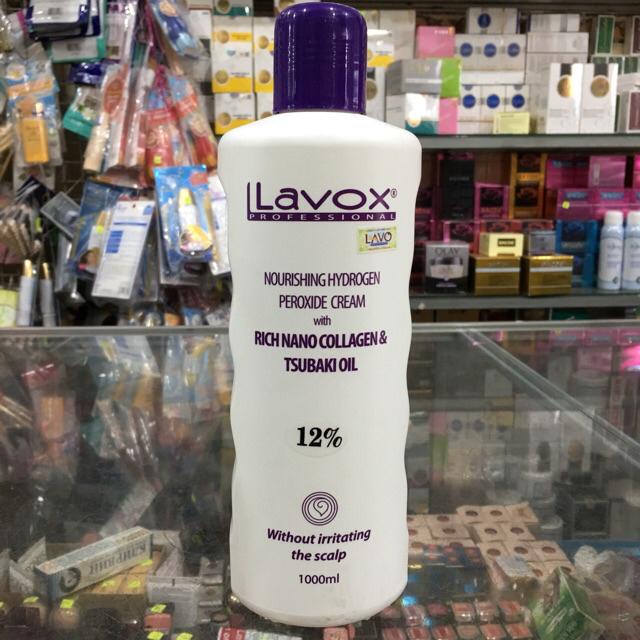 Lavox®
PROFESSIONAL
LAVO
NOURISHING HYDROGEN
PEROXIDE CREAM
with
RICH NANO COLLAGEN &
TSUBAKI OIL
12%
Without irritating
the scalp
1000ml
OLAY